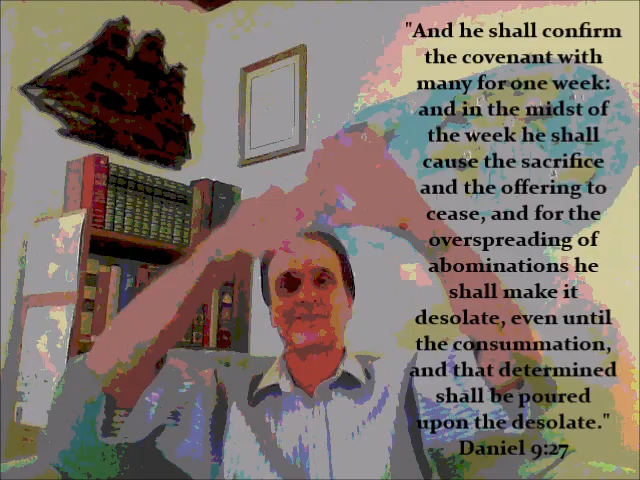 "And he shall confirm
the covenant with
many for one week:
and in the midst of
the week he shall
cause the sacrifice
and the offering to
cease, and for the
overspreading of
abominations he
shall make it
desolate, even until
the consummation,
and that determined
shall be poured
upon the desolate."
Daniel 9:27